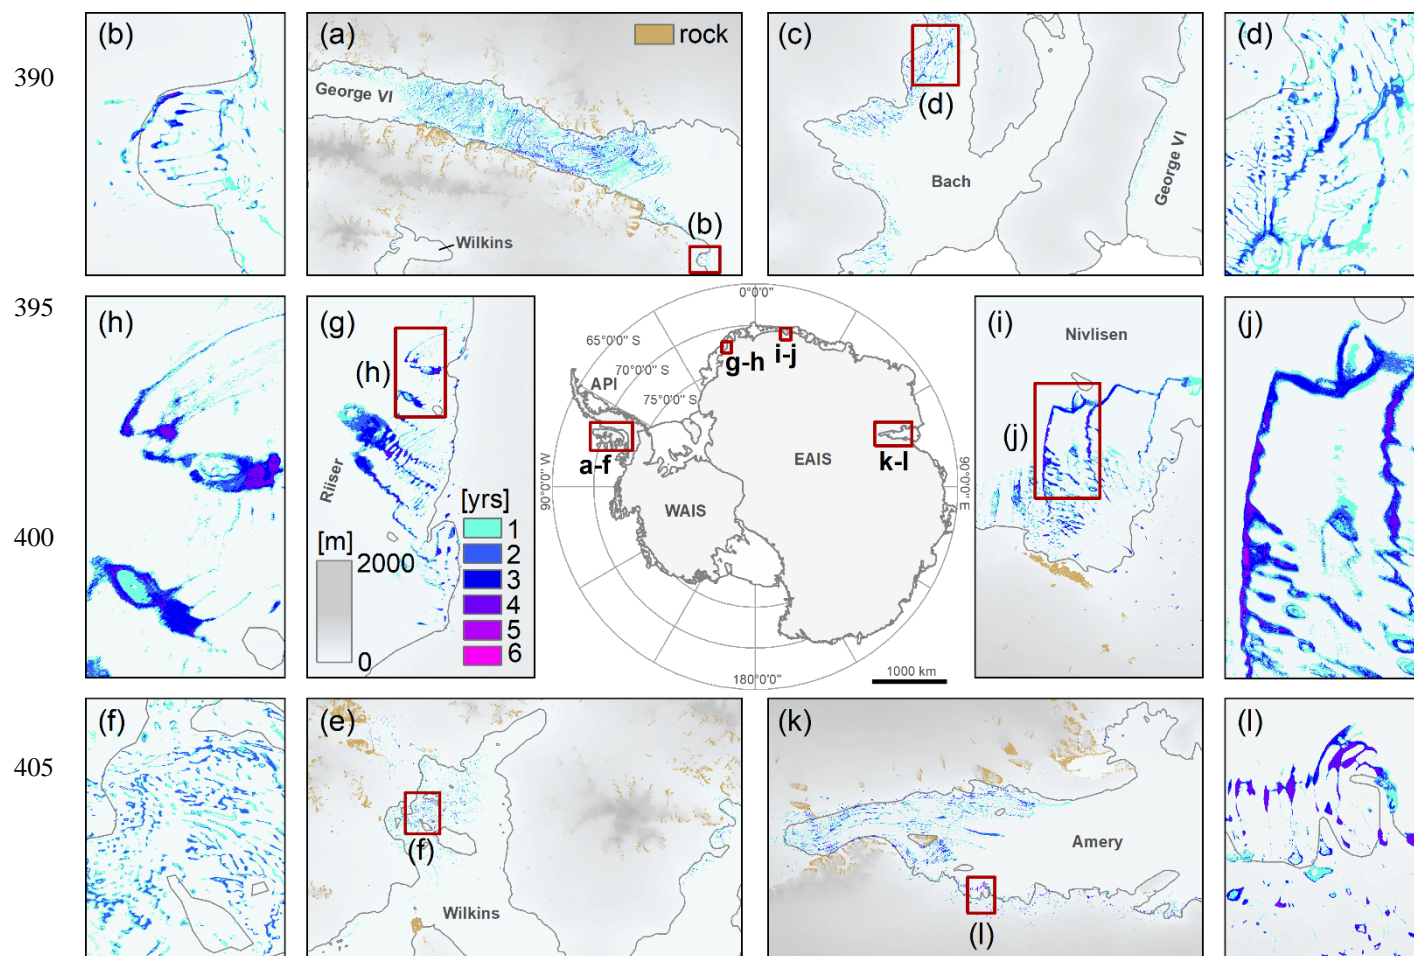 390
395
400
405
(b)
(a)
rock
George VI
Wilkins
(b)
(c)
(d)
Bach
George VI
(d)
(h)
(g)
(h)
Riiser
[m]
2000
0
[yrs]
1
2
3
4
5
6
0°0'0"
65°0'0" S
70°0'0" S
75°0'0" S
API
g-h
i-j
a-f
k-l
EAIS
WAIS
90°0'0" W
90°0'0" E
180°0'0"
1000 km
(i)
Nivlisen
(j)
(j)
(f)
(e)
(f)
Wilkins
(k)
Amery
(l)
(l)